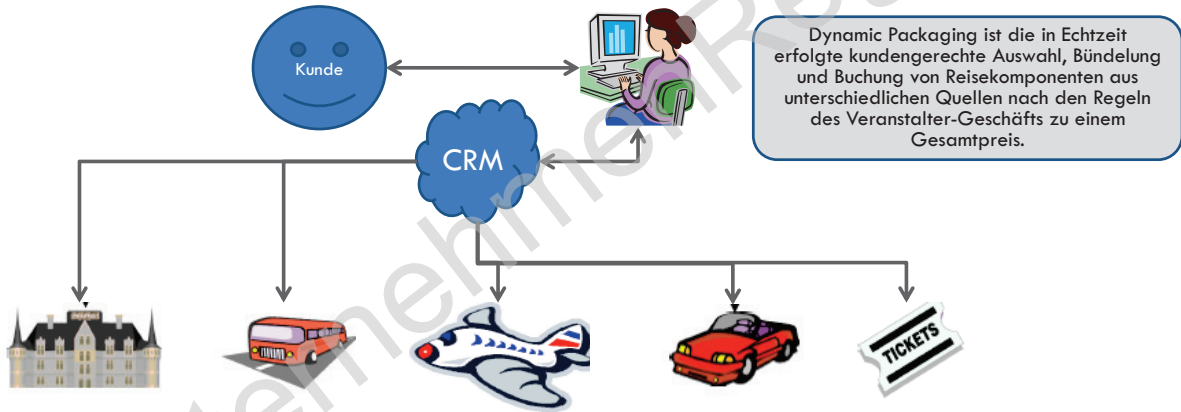 Kunde
Dynamic Packaging ist die in Echtzeit
erfolgte kundengerechte Auswahl, Bündelung
und Buchung von Reisekomponenten aus
unterschiedlichen Quellen nach den Regeln
des Veranstalter-Geschäfts zu einem
Gesamtpreis.
CRM
TICKETS